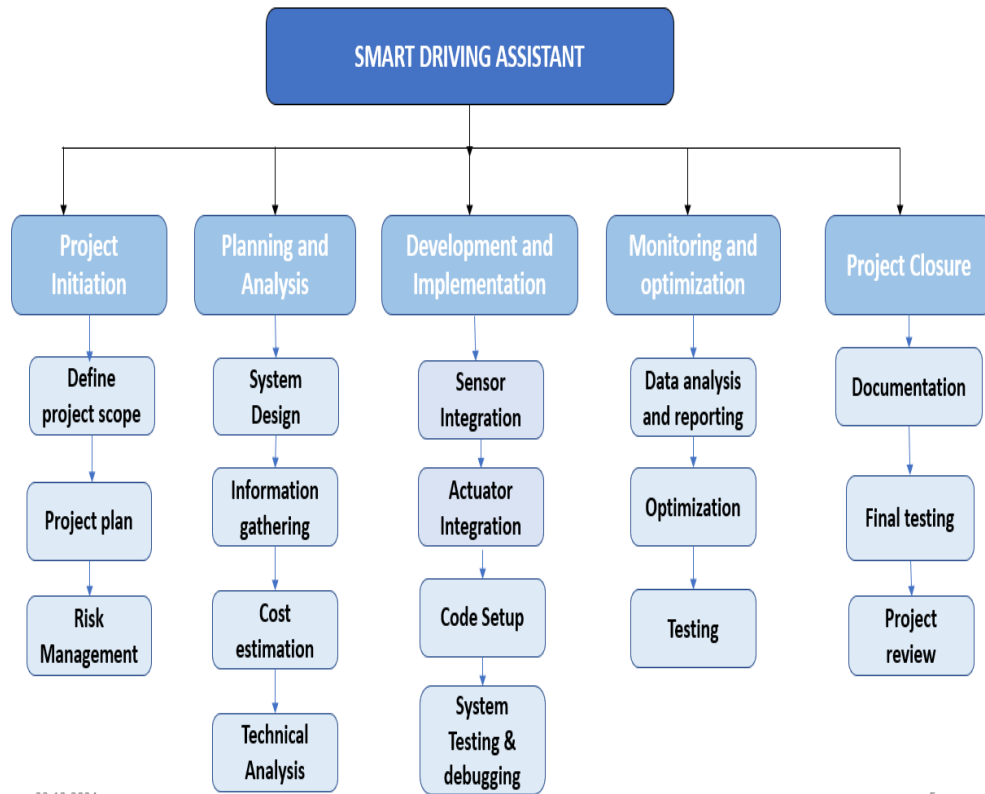 SMART DRIVING ASSISTANT
Project
Initiation
Planning and
Analysis
Development and
Implementation
Monitoring and
optimization
Project Closure
Define
project scope
Project plan
Risk
Management
System
Design
Information
gathering
Cost
estimation
Technical
Analysis
Sensor
Integration
Actuator
Integration
Code Setup
System
Testing &
debugging
Data analysis
and reporting
Optimization
Testing
Documentation
Final testing
Project
review